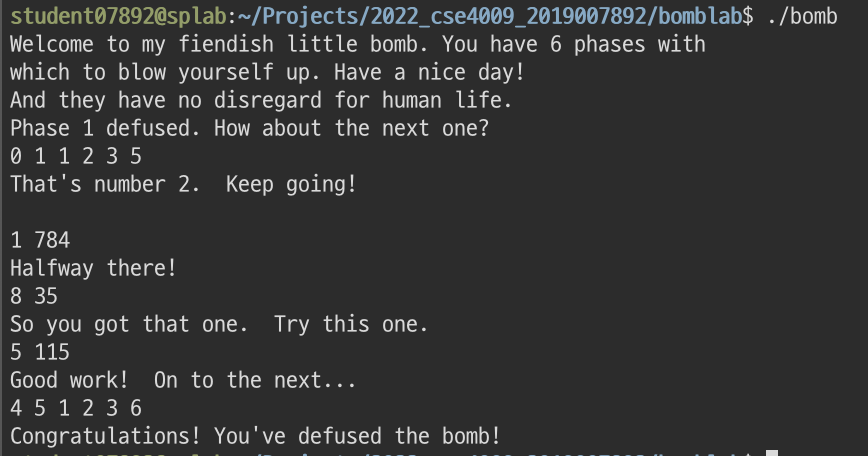 student07892@splab:~/Projects/2022_cse4009_2019007892/bomblab$ ./bomb
Welcome to my fiendish little bomb. You have 6 phases with
which to blow yourself up. Have a nice day!
And they have no disregard for human life.
Phase 1 defused. How about the next one?
0 1 1 2 3 5
That's number 2.  Keep going!
1 784
Halfway there!
8 35
So you got that one.  Try this one.
5 115
Good work!  On to the next...
4 5 1 2 3 6
Congratulations! You've defused the bomb!